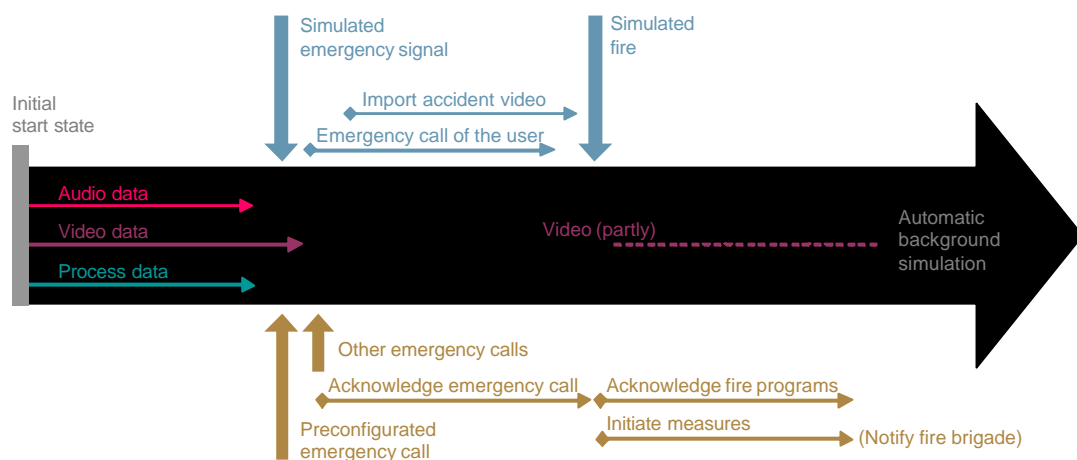 Simulated
emergency signal
Simulated
fire
Initial
start state
Import accident video
Emergency call of the user
Audio data
Video data
Process data
Video (partly)
Automatic
background
simulation
Other emergency calls
Acknowledge emergency call
Acknowledge fire programs
Preconfigurated
emergency call
Initiate measures
(Notify fire brigade)